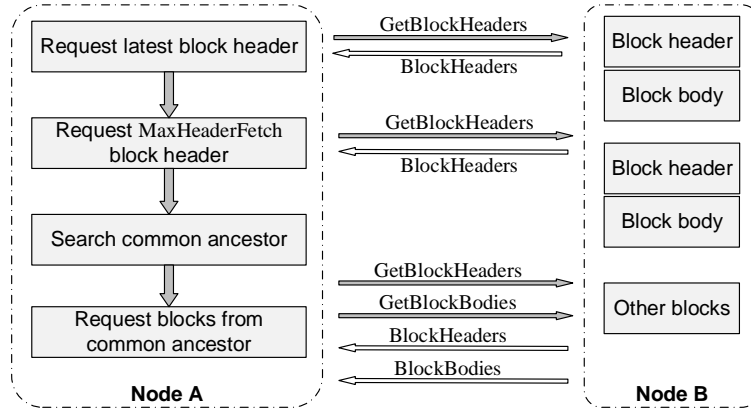 Request latest block header
GetBlockHeaders
BlockHeaders
Block header
Block body
Request MaxHeaderFetch
block header
GetBlockHeaders
BlockHeaders
Block header
Block body
Search common ancestor
Request blocks from
common ancestor
GetBlockHeaders
GetBlockBodies
BlockHeaders
BlockBodies
Other blocks
Node A
Node B